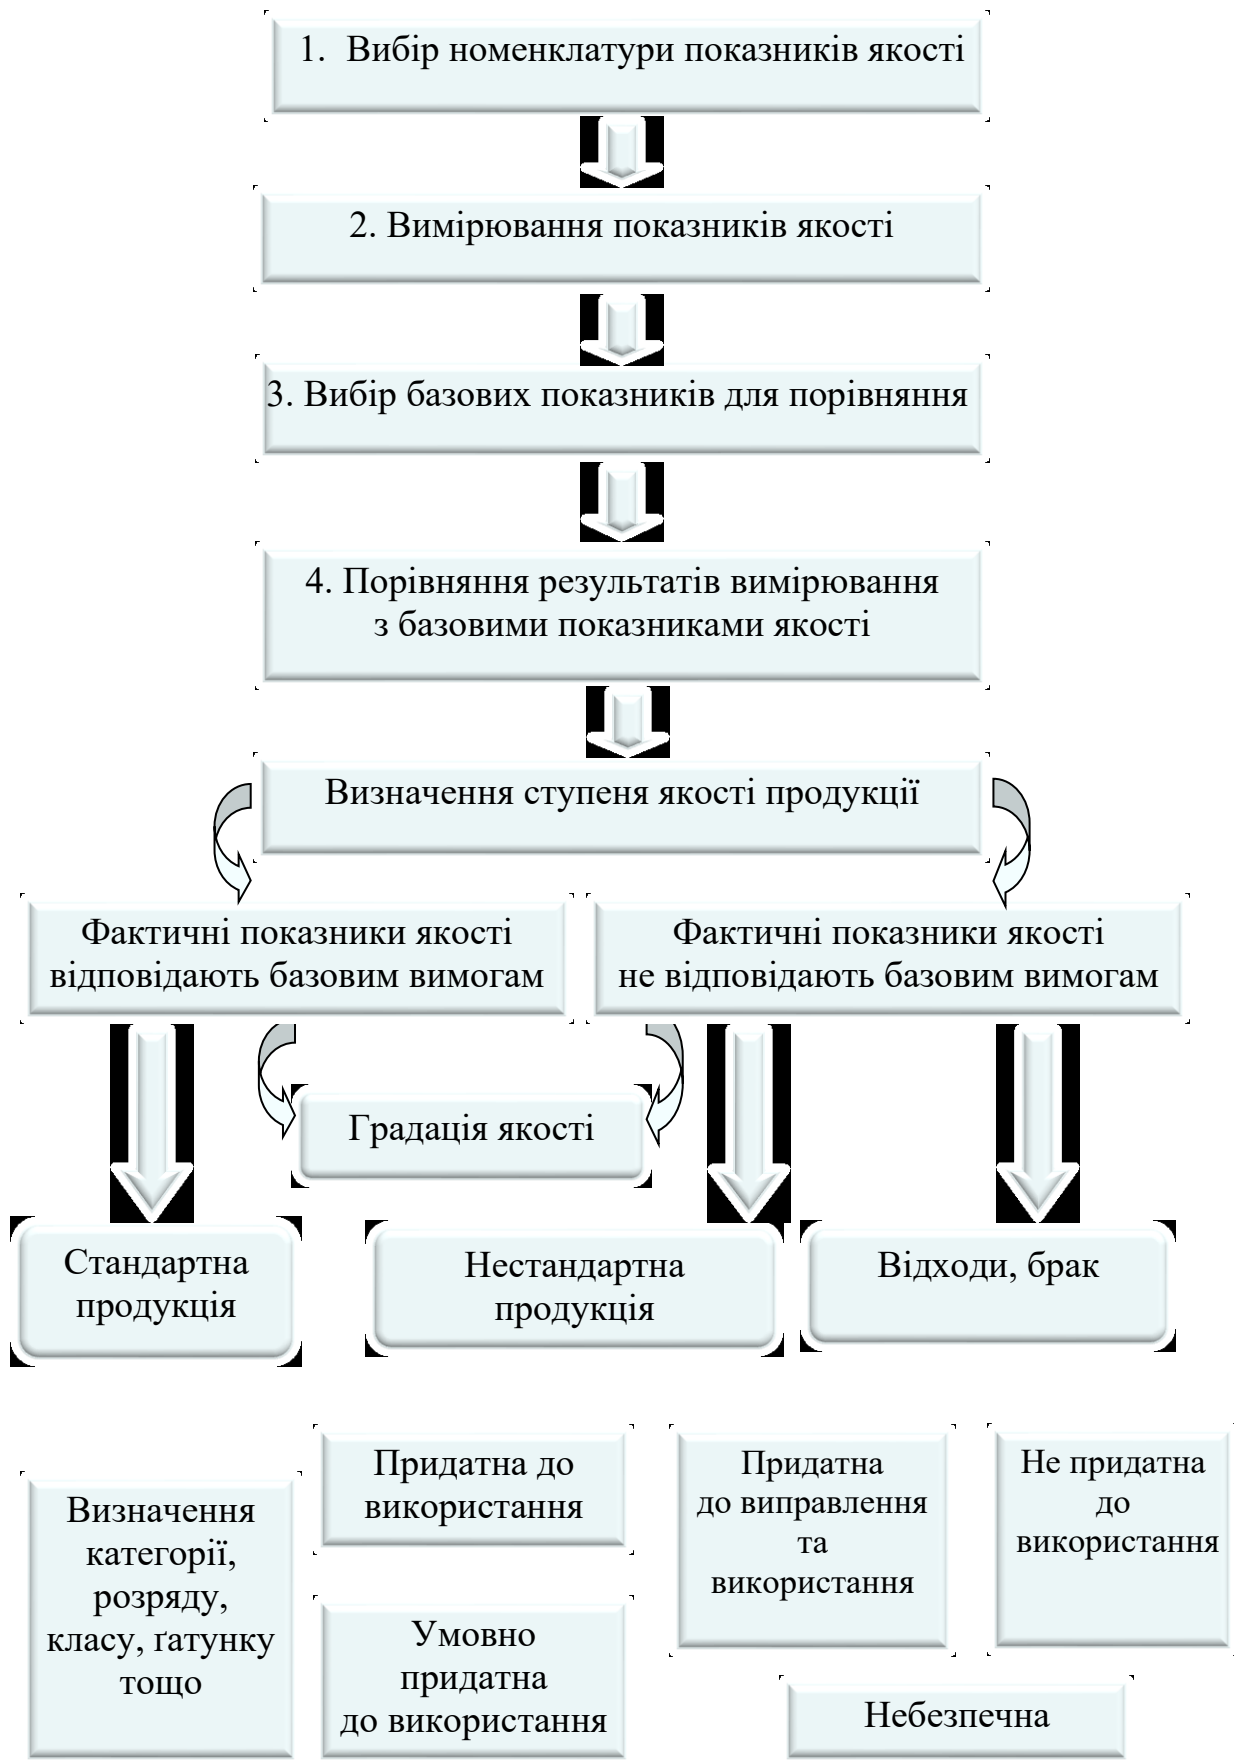 1. Вибір номенклатури показників якості
2. Вимірювання показників якості
3. Вибір базових показників для порівняння
4. Порівняння результатів вимірювання
з базовими показниками якості
Визначення ступеня якості продукції
Фактичні показники якості
відповідають базовим вимогам
Фактичні показники якості
не відповідають базовим вимогам
Градація якості
Стандартна
продукція
Нестандартна
продукція
Відходи, брак
Визначення
категорії,
розряду,
класу, ґатунку
тощо
Придатна до
використання
Умовно
придатна
до використання
Придатна
до виправлення
та
використання
Не придатна
до
використання
Небезпечна